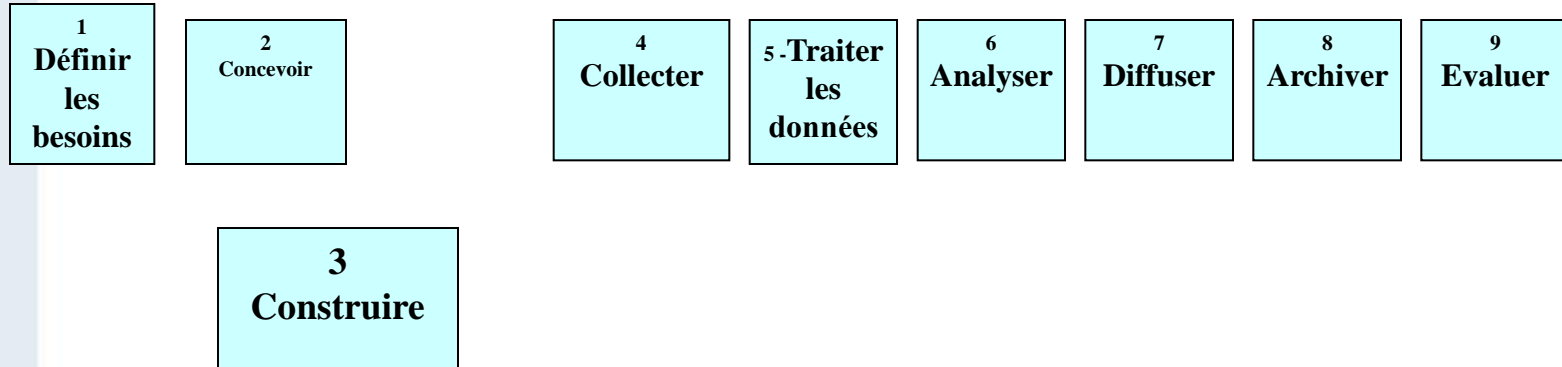 1
Définir
les
besoins
2
Concevoir
3
Construire
4
Collecter
5 -Traiter
les
données
6
Analyser
7
Diffuser
8
Archiver
9
Evaluer